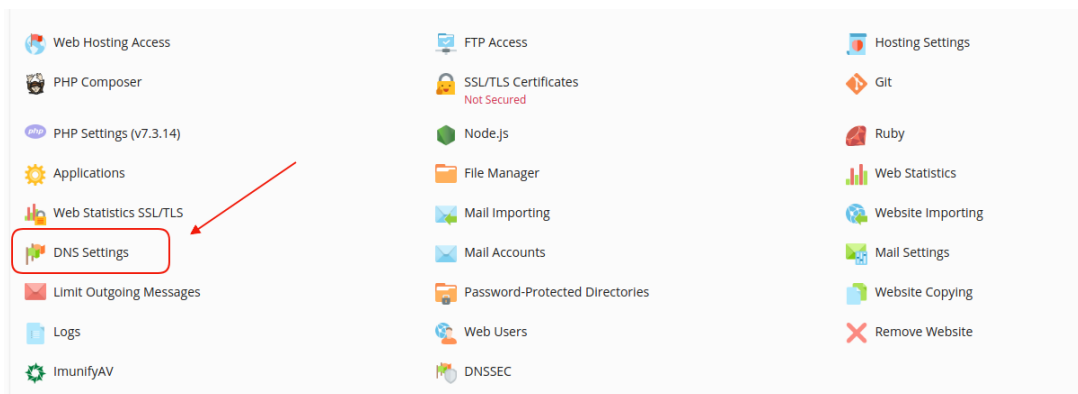 Web Hosting Access
FTP Access
Hosting Settings
PHP Composer
SSL/TLS Certificates
Not Secured
Git
php
PHP Settings (v7.3.14)
Node.js
Ruby
Applications
File Manager
Web Statistics
Web Statistics SSL/TLS
Mail Importing
Website Importing
DNS Settings
Mail Accounts
Mail Settings
Limit Outgoing Messages
Password-Protected Directories
Website Copying
Logs
Web Users
Remove Website
ImunifyAV
DNSSEC